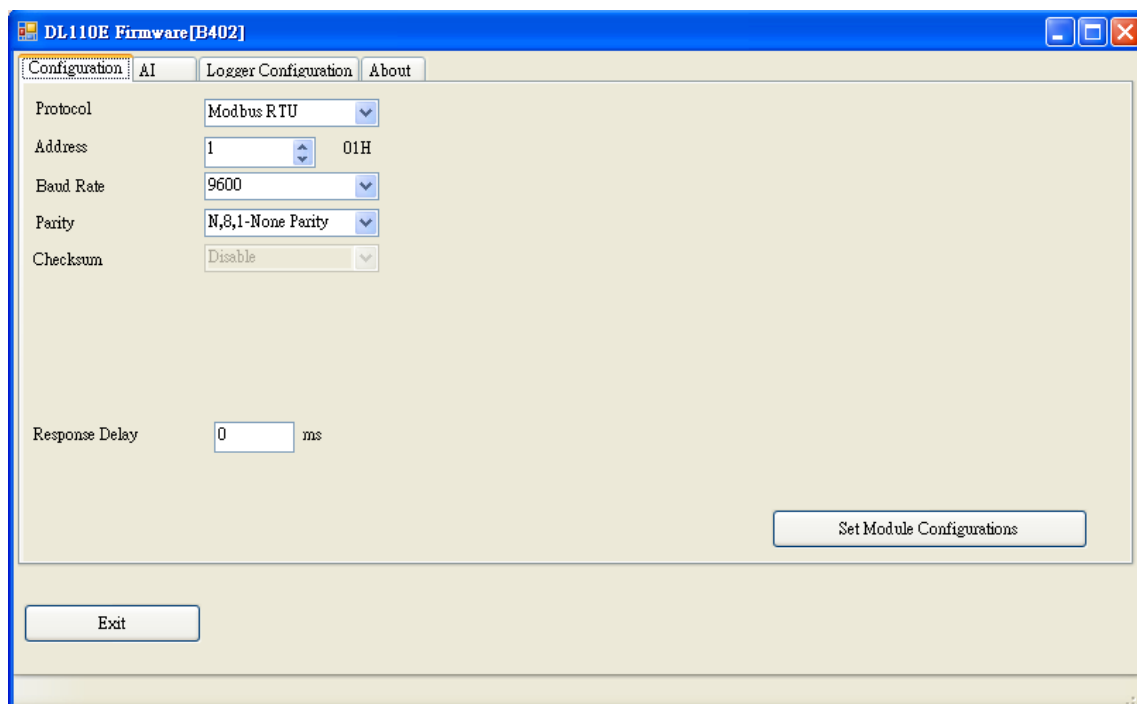 DL110E Firmware[B402]
Configuration AI Logger Configuration About
Protocol Modbus RTU
Address 1 01H
Baud Rate 9600
Parity N,8,1-None Parity
Checksum Disable
Response Delay 0 ms
Set Module Configurations
Exit